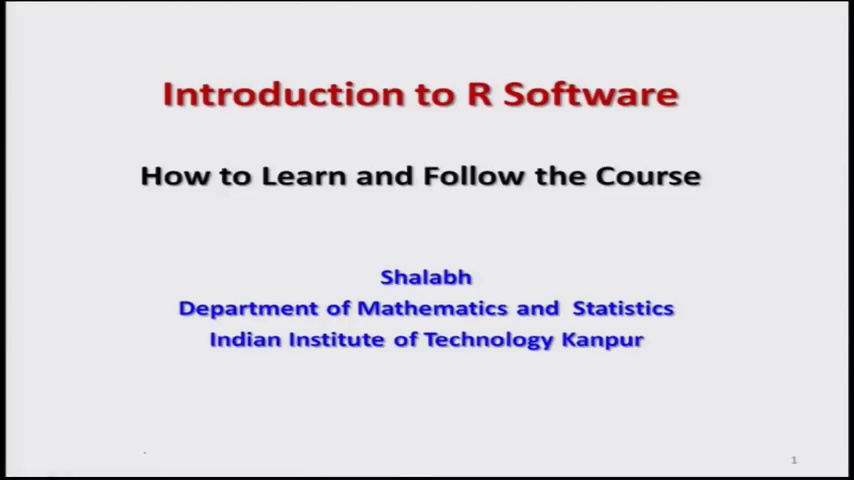 Introduction to R Software
How to Learn and Follow the Course
Shalabh
Department of Mathematics and Statistics
Indian Institute of Technology Kanpur
1